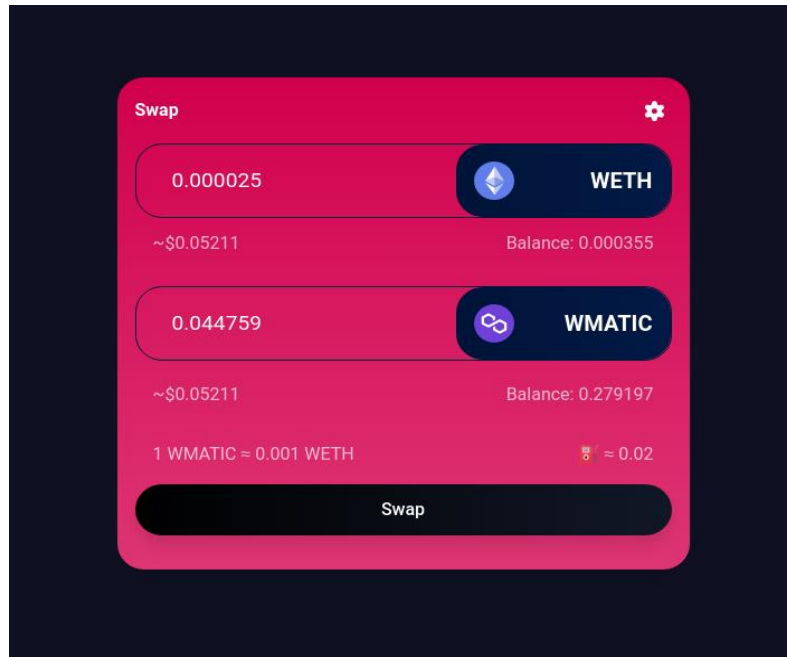 Swap
0.000025 WETH
~$0.05211 Balance: 0.000355
0.044759 WMATIC
~$0.05211 Balance: 0.279197
1 WMATIC ≈ 0.001 WETH ⛽ ≈ 0.02
Swap